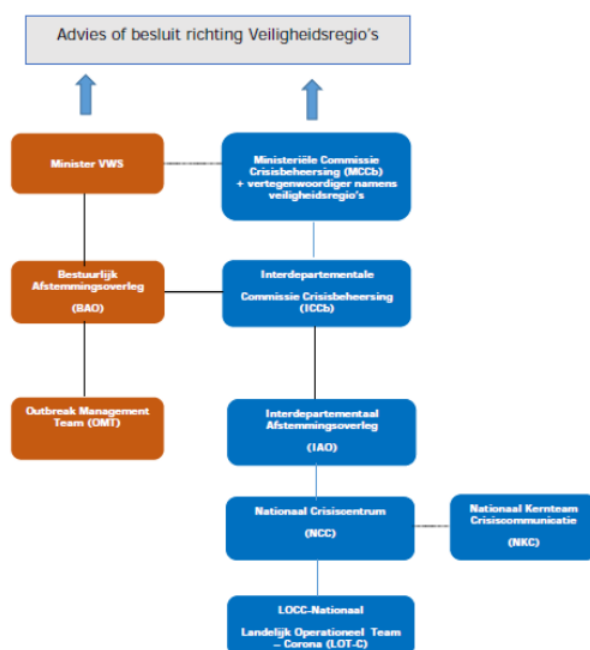 Advies of besluit richting Veiligheidsregio's
Minister VWS
Ministeriële Commissie
Crisisbeheersing (MCCb)
+ vertegenwoordiger namens
veiligheidsregio's
Bestuurlijk
Afstemmingsoverleg
(BAO)
Interdepartementale
Commissie Crisisbeheersing
(ICCb)
Outbreak Management
Team (OMT)
Interdepartementaal
Afstemmingsoverleg
(IAO)
Nationaal Crisiscentrum
(NCC)
Nationaal Kernteam
Crisiscommunicatie
(NKC)
LOCC-Nationaal
Landelijk Operationeel Team
– Corona (LOT-C)